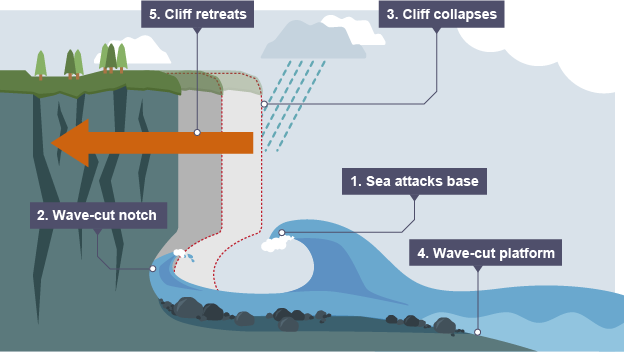 5. Cliff retreats
3. Cliff collapses
1. Sea attacks base
2. Wave-cut notch
4. Wave-cut platform